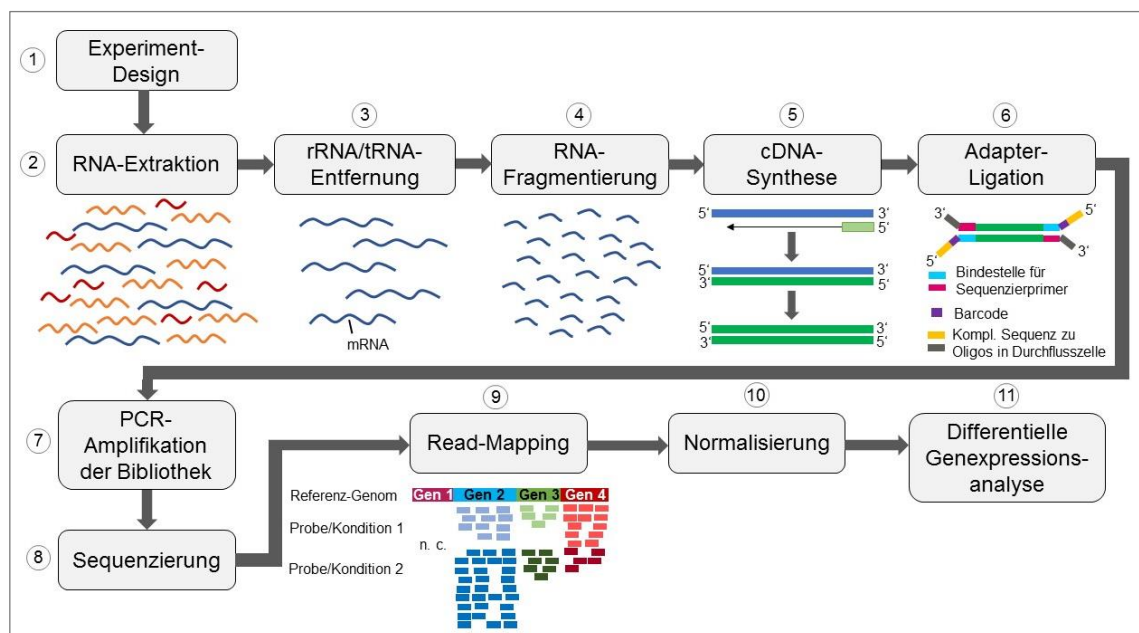 1
Experiment-
Design
2
RNA-Extraktion
3
rRNA/tRNA-
Entfernung
mRNA
4
RNA-
Fragmentierung
5
cDNA-
Synthese
5‘ 3‘
5‘
5‘ 3‘
3‘ 5‘
5‘ 3‘
3‘ 5‘
6
Adapter-
Ligation
3‘ 5‘
5‘ 3‘
Bindestelle für
Sequenzierprimer
Barcode
Kompl. Sequenz zu
Oligos in Durchflusszelle
7
PCR-
Amplifikation
der Bibliothek
8
Sequenzierung
9
Read-Mapping
Referenz-Genom Gen 1 Gen 2 Gen 3 Gen 4
Probe/Kondition 1
n. c.
Probe/Kondition 2
10
Normalisierung
11
Differentielle
Genexpressions-
analyse